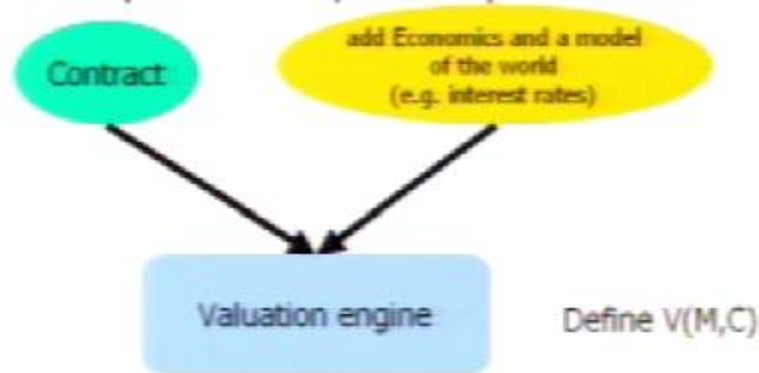 Contract
add Economics and a model
of the world
(e.g. interest rates)
Valuation engine
Define V(M,C)